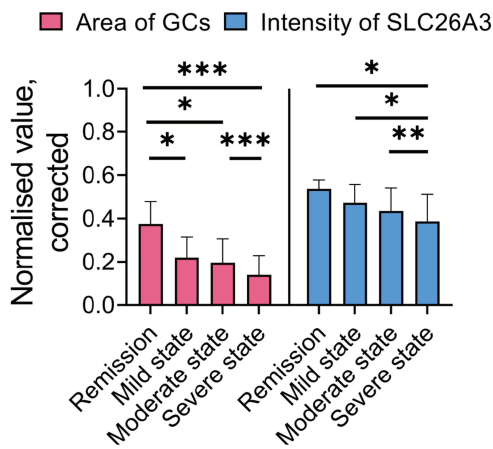 Area of GCs Intensity of SLC26A3
Normalised value,
corrected
1.0
0.8
0.6
0.4
0.2
0.0
*** 
*
* ***
*
*
**
Remission
Mild state
Moderate state
Severe state
Remission
Mild state
Moderate state
Severe state